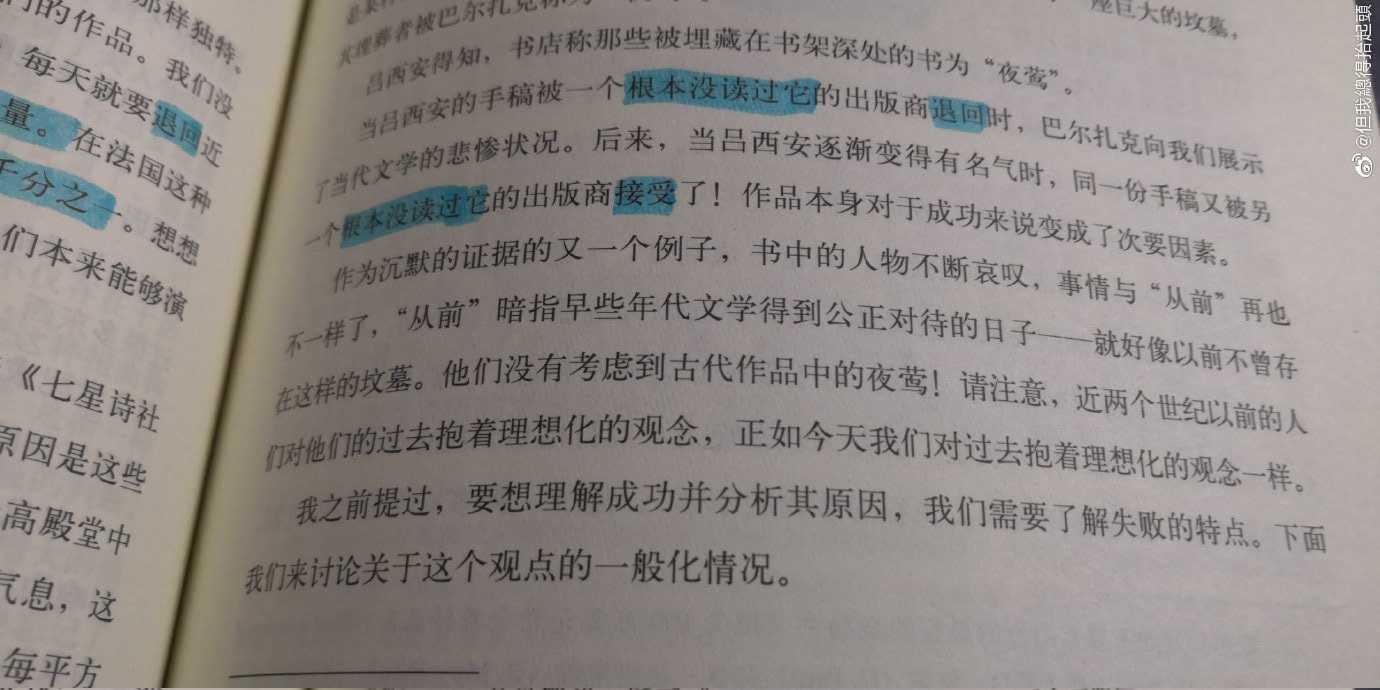 那样独特。
们的作品。我们没
每天就要退回近
量。在法国这种
千分之一。想想
们本来能够演
《七星诗社
原因是这些
高殿堂中
气息，这
每平方
座巨大的坟墓，
其埋葬者被巴尔扎克称为
吕西安得知，书店称那些被埋藏在书架深处的书为“夜莺”。
当吕西安的手稿被一个根本没读过它的出版商退回时，巴尔扎克向我们展示
了当代文学的悲惨状况。后来，当吕西安逐渐变得有名气时，同一份手稿又被另
一个根本没读过它的出版商接受了！作品本身对于成功来说变成了次要因素。
作为沉默的证据的又一个例子，书中的人物不断哀叹，事情与“从前”再也
不一样了，“从前”暗指早些年代文学得到公正对待的日子——就好像以前不曾存
在这样的坟墓。他们没有考虑到古代作品中的夜莺！请注意，近两个世纪以前的人
们对他们的过去抱着理想化的观念，正如今天我们对过去抱着理想化的观念一样。
我之前提过，要想理解成功并分析其原因，我们需要了解失败的特点。下面
我们来讨论关于这个观点的一般化情况。
@但我總得抬起頭